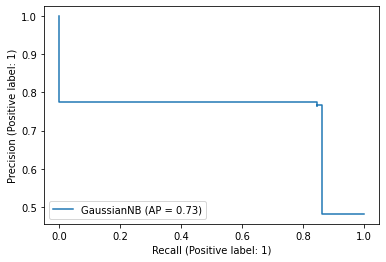 1.0
0.9
0.8
0.7
0.6
0.5
Precision (Positive label: 1)
GaussianNB (AP = 0.73)
0.0 0.2 0.4 0.6 0.8 1.0
Recall (Positive label: 1)